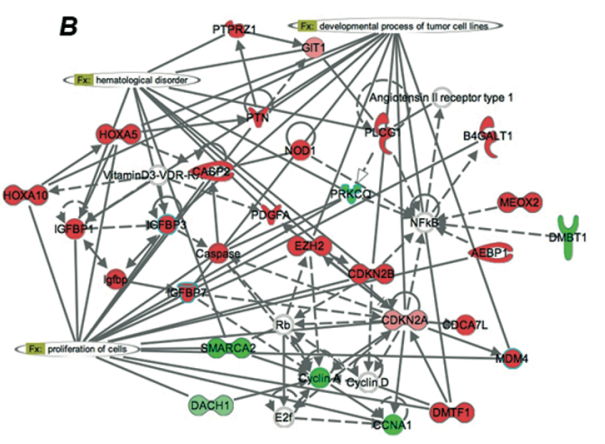 B
PTPRZ1
Fx: developmental process of tumor cell lines
GIT1
Fx: hematological disorder
Angiotensin II receptor type 1
PTN
PLCG1
B4GALT1
HOXA5
NOD1
VitaminD3-VDR-R
CASP2
PRKCQ
HOXA10
MEOX2
PDGFA
IGFBP1
IGFBP3
NFkB
DMBT1
EZH2
Caspase
AEBP1
CDKN2B
Igfbp
IGFBP7
Rb
CDKN2A
CDCA7L
Fx: proliferation of cells
SMARCA2
MDM4
Cyclin A
Cyclin D
DACH1
E2f
CCNA1
DMTF1